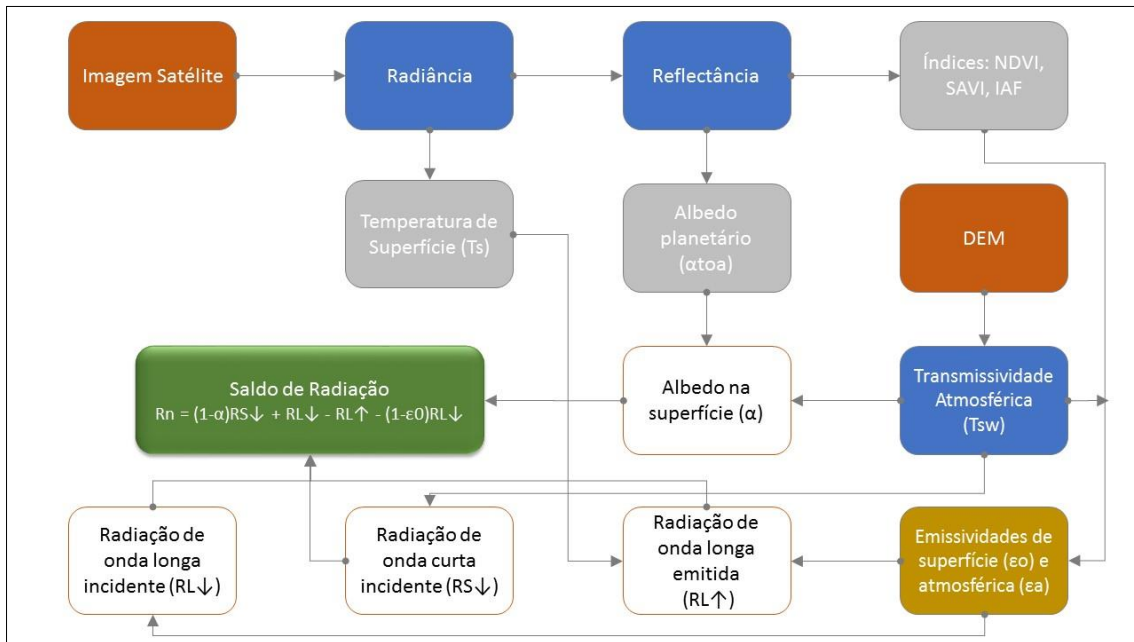 Imagem Satélite
Radiância
Reflectância
Índices: NDVI,
SAVI, IAF
Temperatura de
Superfície (Ts)
Albedo
planetário
(αtoa)
DEM
Saldo de Radiação
Rn = (1-α)RS↓ + RL↓ - RL↑ - (1-ε0)RL↓
Albedo na
superfície (α)
Transmissividade
Atmosférica
(Tsw)
Radiação de
onda longa
incidente (RL↓)
Radiação de
onda curta
incidente (RS↓)
Radiação de
onda longa
emitida
(RL↑)
Emissividades de
superfície (εo) e
atmosférica (εa)